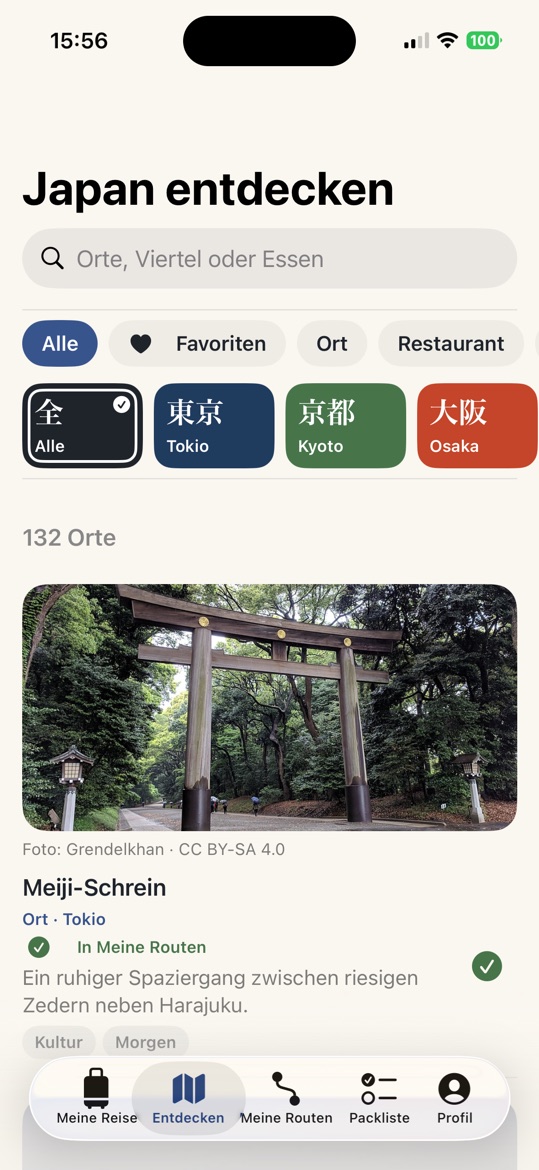 15:56
100
Japan entdecken
Orte, Viertel oder Essen
Alle
Favoriten
Ort
Restaurant
全
Alle
東京
Tokio
京都
Kyoto
大阪
Osaka
132 Orte
Foto: Grendelkhan · CC BY-SA 4.0
Meiji-Schrein
Ort · Tokio
In Meine Routen
Ein ruhiger Spaziergang zwischen riesigen
Zedern neben Harajuku.
Kultur
Morgen
Meine Reise
Entdecken
Meine Routen
Packliste
Profil